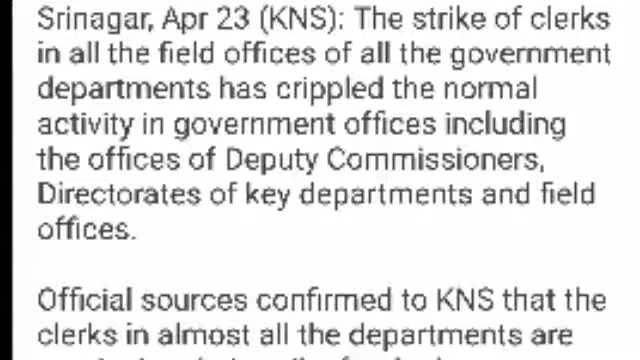 Srinagar, Apr 23 (KNS): The strike of clerks
in all the field offices of all the government
departments has crippled the normal
activity in government offices including
the offices of Deputy Commissioners,
Directorates of key departments and field
offices.
Official sources confirmed to KNS that the
clerks in almost all the departments are